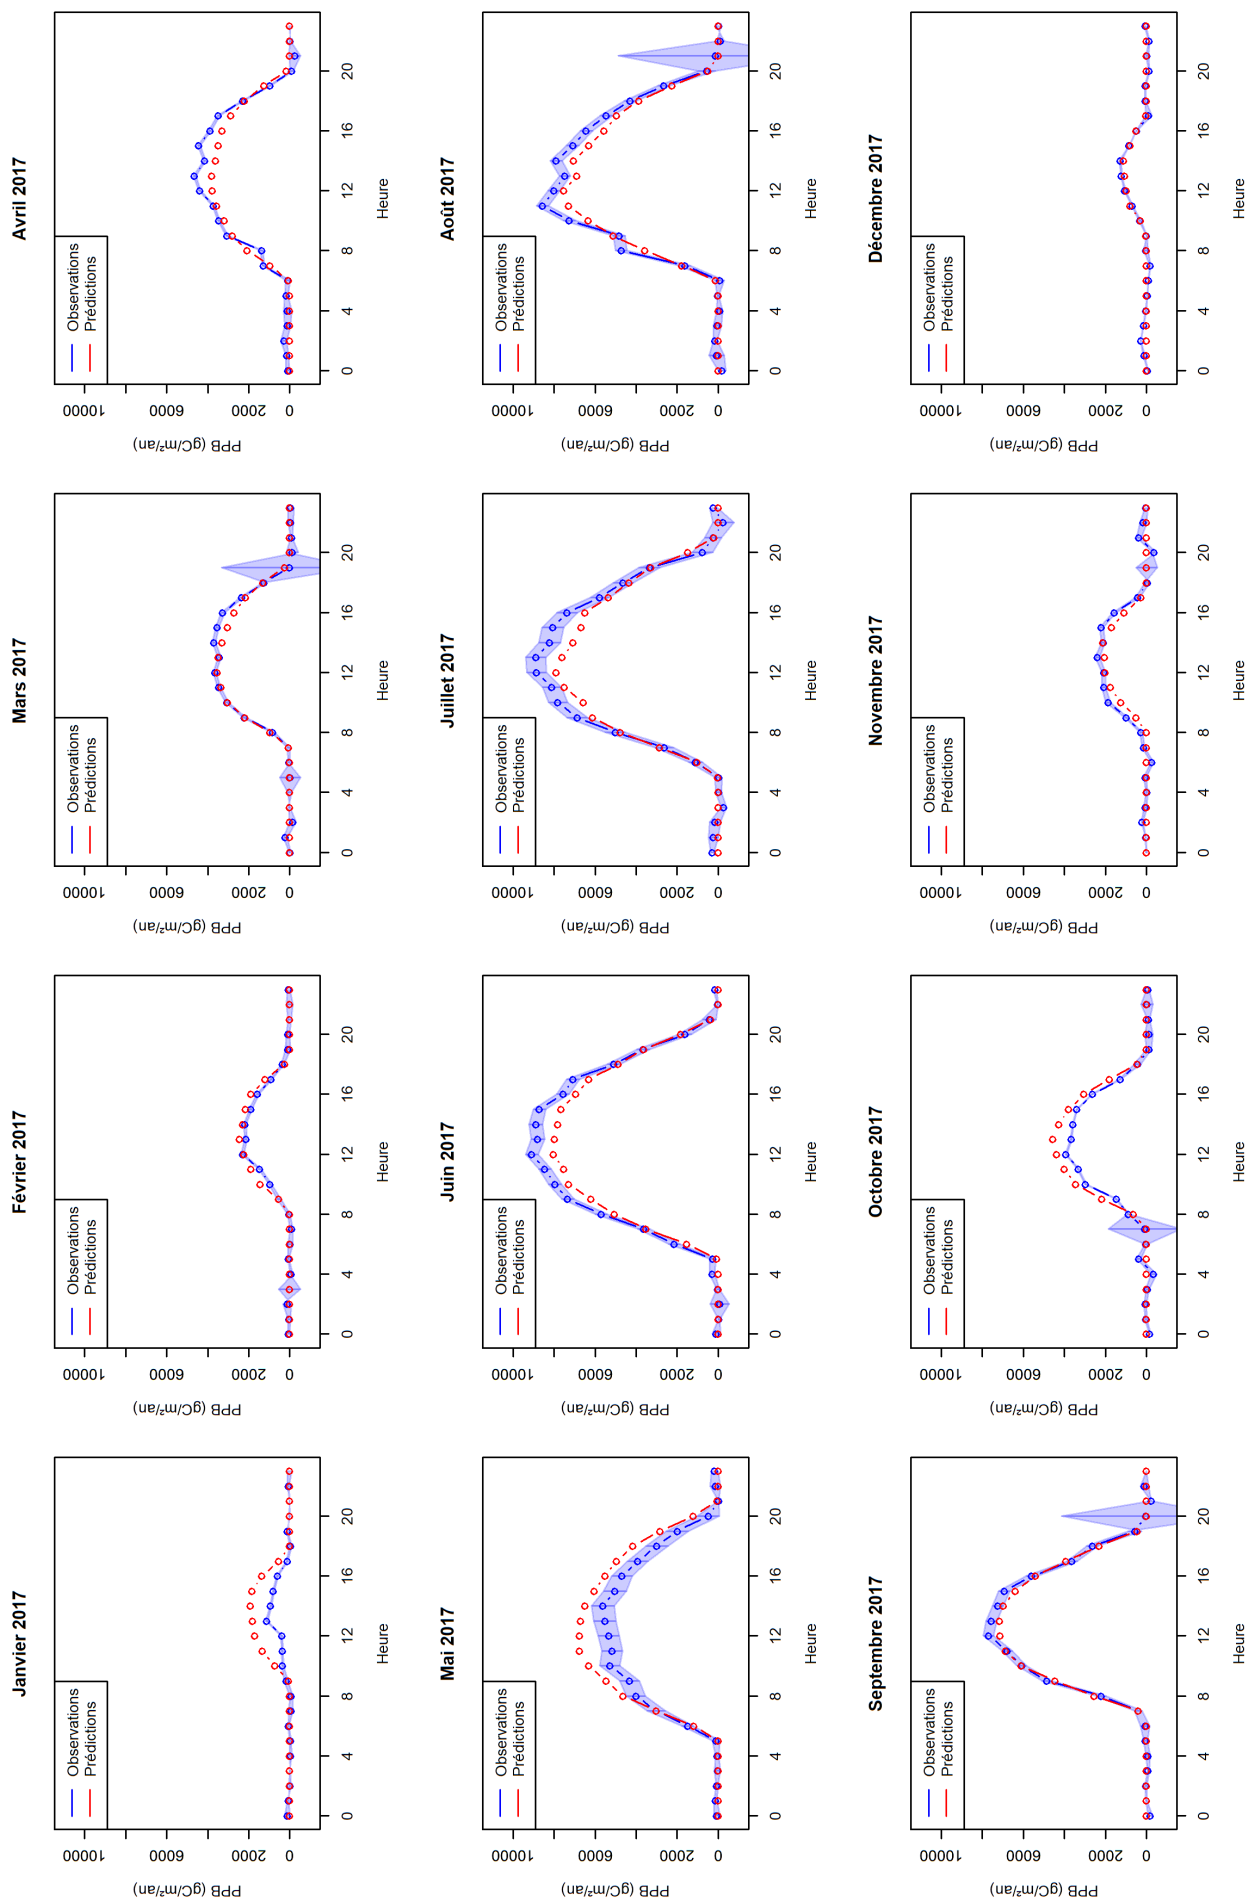 Janvier 2017
Observations
Prédictions
PPB (gC/m²/an)
10000
6000
2000
0
0 4 8 12 16 20
Heure
Février 2017
Observations
Prédictions
PPB (gC/m²/an)
10000
6000
2000
0
0 4 8 12 16 20
Heure
Mars 2017
Observations
Prédictions
PPB (gC/m²/an)
10000
6000
2000
0
0 4 8 12 16 20
Heure
Avril 2017
Observations
Prédictions
PPB (gC/m²/an)
10000
6000
2000
0
0 4 8 12 16 20
Heure
Mai 2017
Observations
Prédictions
PPB (gC/m²/an)
10000
6000
2000
0
0 4 8 12 16 20
Heure
Juin 2017
Observations
Prédictions
PPB (gC/m²/an)
10000
6000
2000
0
0 4 8 12 16 20
Heure
Juillet 2017
Observations
Prédictions
PPB (gC/m²/an)
10000
6000
2000
0
0 4 8 12 16 20
Heure
Août 2017
Observations
Prédictions
PPB (gC/m²/an)
10000
6000
2000
0
0 4 8 12 16 20
Heure
Septembre 2017
Observations
Prédictions
PPB (gC/m²/an)
10000
6000
2000
0
0 4 8 12 16 20
Heure
Octobre 2017
Observations
Prédictions
PPB (gC/m²/an)
10000
6000
2000
0
0 4 8 12 16 20
Heure
Novembre 2017
Observations
Prédictions
PPB (gC/m²/an)
10000
6000
2000
0
0 4 8 12 16 20
Heure
Décembre 2017
Observations
Prédictions
PPB (gC/m²/an)
10000
6000
2000
0
0 4 8 12 16 20
Heure